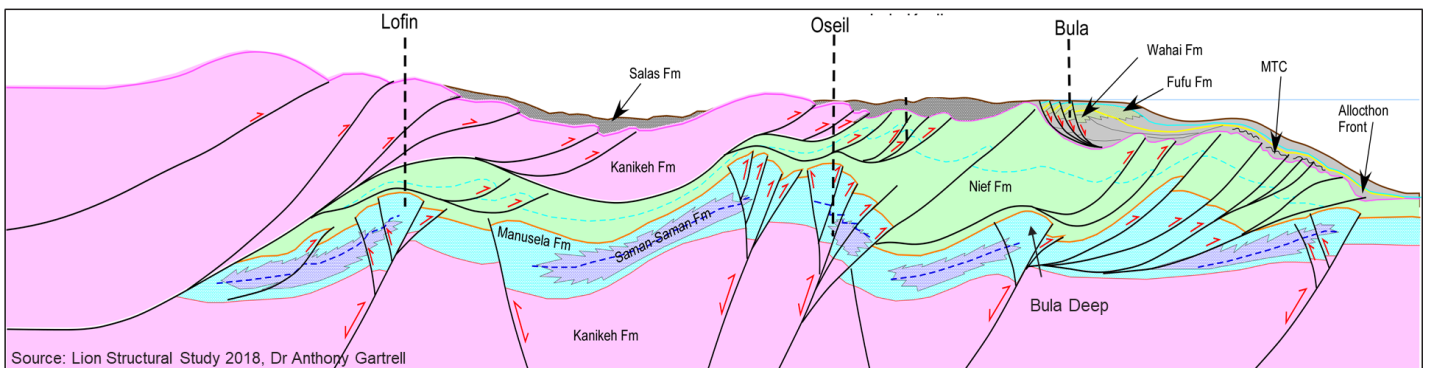 Lofin
Oseil
Bula
Wahai Fm
Fufu Fm
MTC
Allocthon
Front
Salas Fm
Kanikeh Fm
Nief Fm
Manusela Fm
Saman-Saman Fm
Bula Deep
Kanikeh Fm
Source: Lion Structural Study 2018, Dr Anthony Gartrell